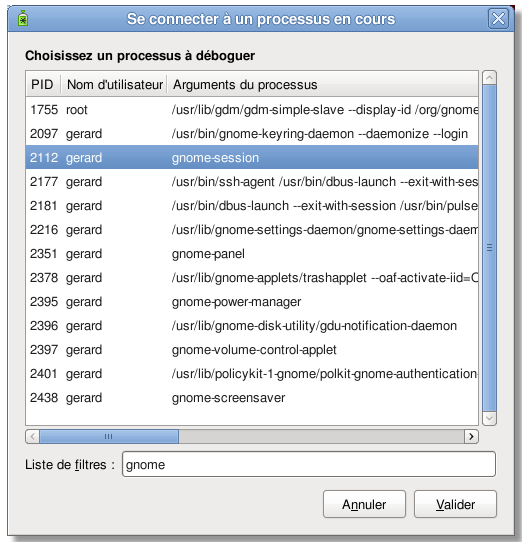 Se connecter à un processus en cours
Choisissez un processus à déboguer
PID Nom d'utilisateur Arguments du processus
1755 root /usr/lib/gdm/gdm-simple-slave --display-id /org/gnome
2097 gerard /usr/bin/gnome-keyring-daemon --daemonize --login
2112 gerard gnome-session
2177 gerard /usr/bin/ssh-agent /usr/bin/dbus-launch --exit-with-ses
2181 gerard /usr/bin/dbus-launch --exit-with-session /usr/bin/pulse
2216 gerard /usr/lib/gnome-settings-daemon/gnome-settings-daem
2351 gerard gnome-panel
2378 gerard /usr/lib/gnome-applets/trashapplet --oaf-activate-iid=O
2395 gerard gnome-power-manager
2396 gerard /usr/lib/gnome-disk-utility/gdu-notification-daemon
2397 gerard gnome-volume-control-applet
2401 gerard /usr/lib/policykit-1-gnome/polkit-gnome-authentication-
2438 gerard gnome-screensaver
Liste de filtres : gnome
Annuler Valider